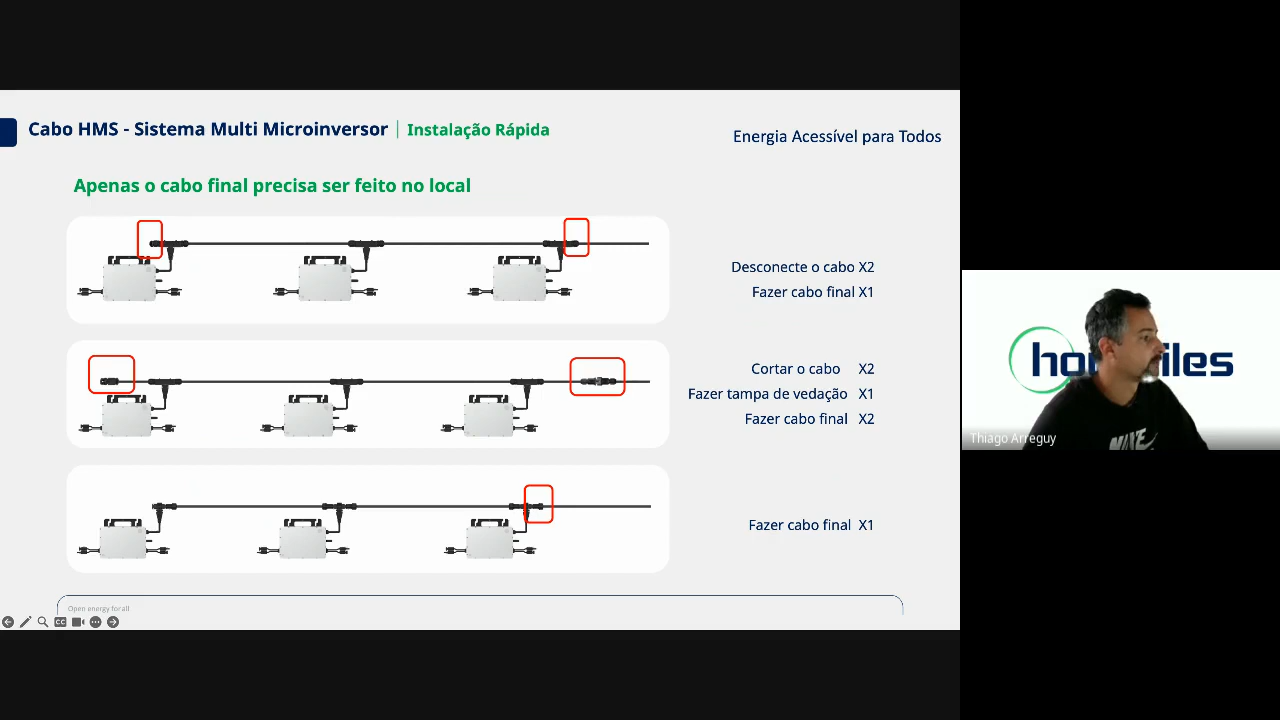 Cabo HMS - Sistema Multi Microinversor | Instalação Rápida
Energia Acessível para Todos
Apenas o cabo final precisa ser feito no local
Desconecte o cabo X2
Fazer cabo final X1
Cortar o cabo X2
Fazer tampa de vedação X1
Fazer cabo final X2
Fazer cabo final X1
Open energy for all
CC
Thiago Arreguy